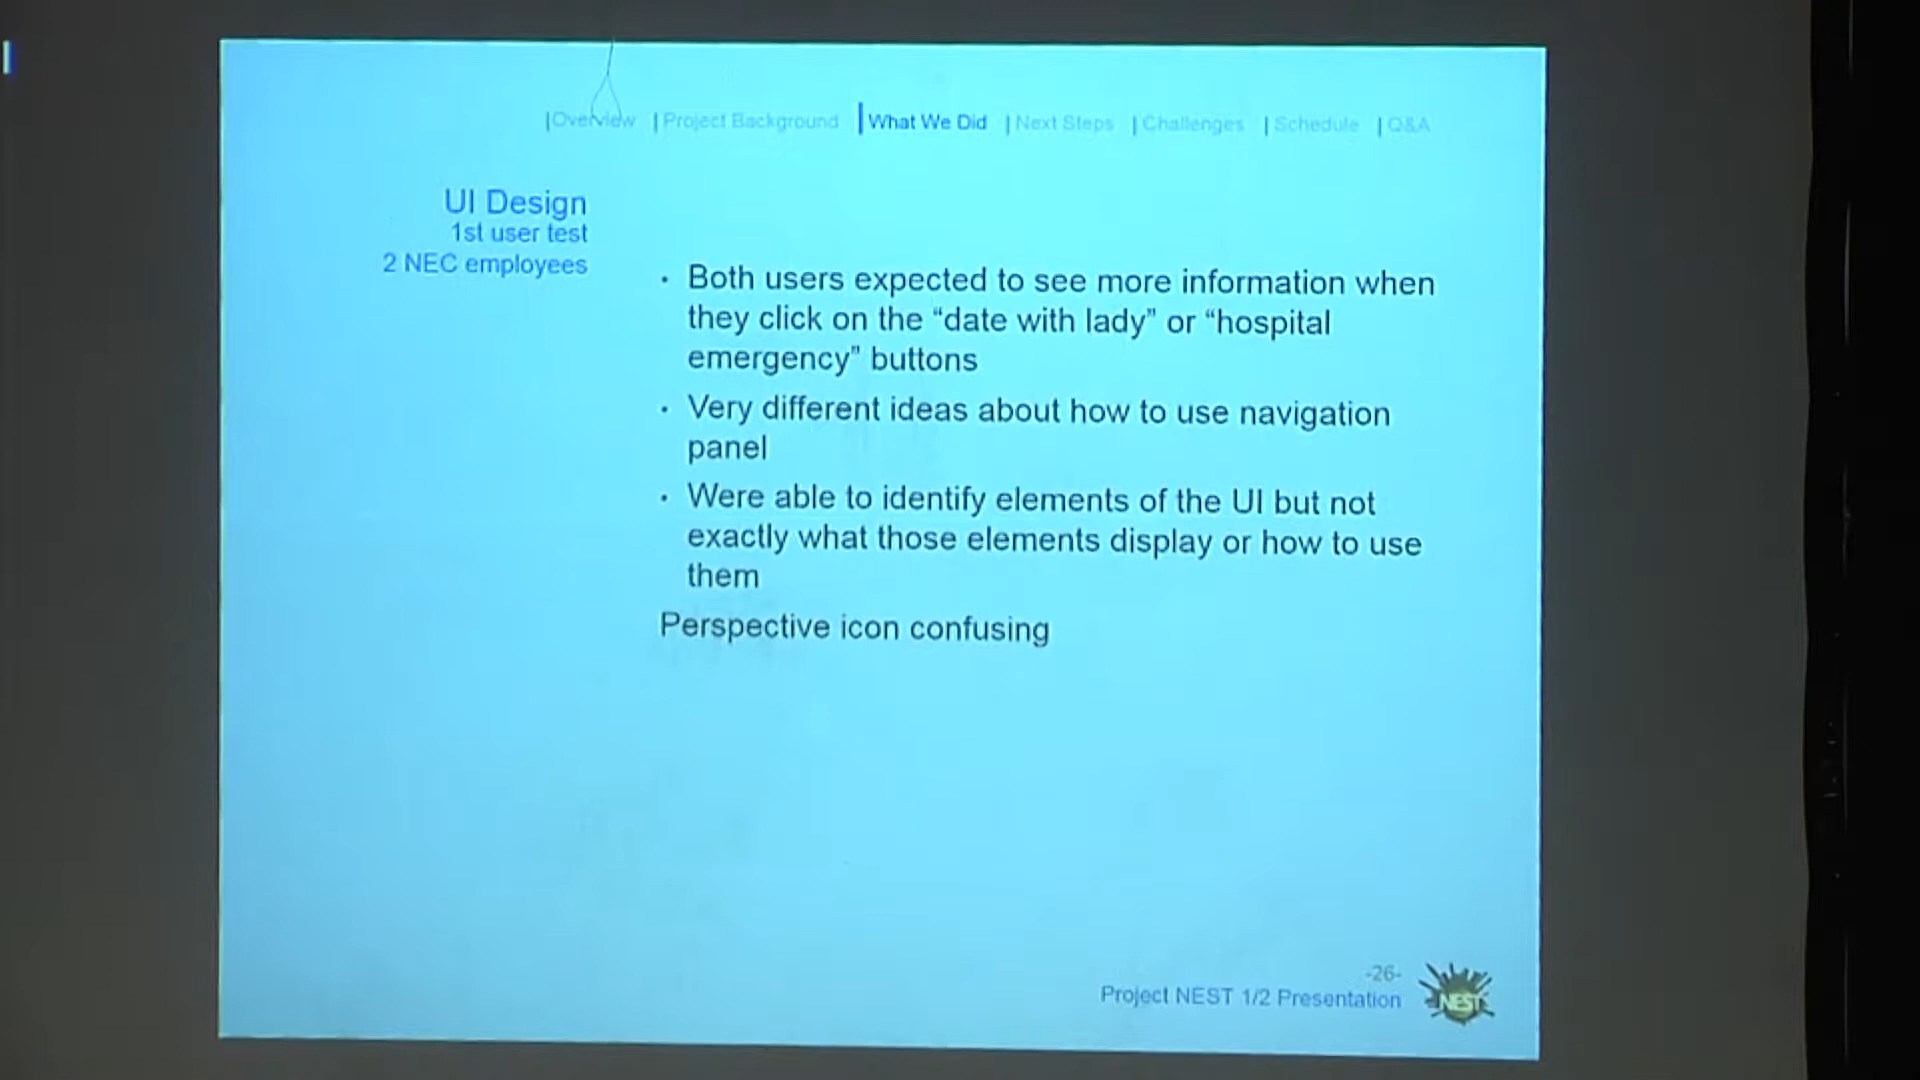 |Overview |Project Background |What We Did |Next Steps |Challenges |Schedule |Q&A
UI Design
1st user test
2 NEC employees
• Both users expected to see more information when
they click on the “date with lady” or “hospital
emergency” buttons
• Very different ideas about how to use navigation
panel
• Were able to identify elements of the UI but not
exactly what those elements display or how to use
them
Perspective icon confusing
-26-
Project NEST 1/2 Presentation
NEST